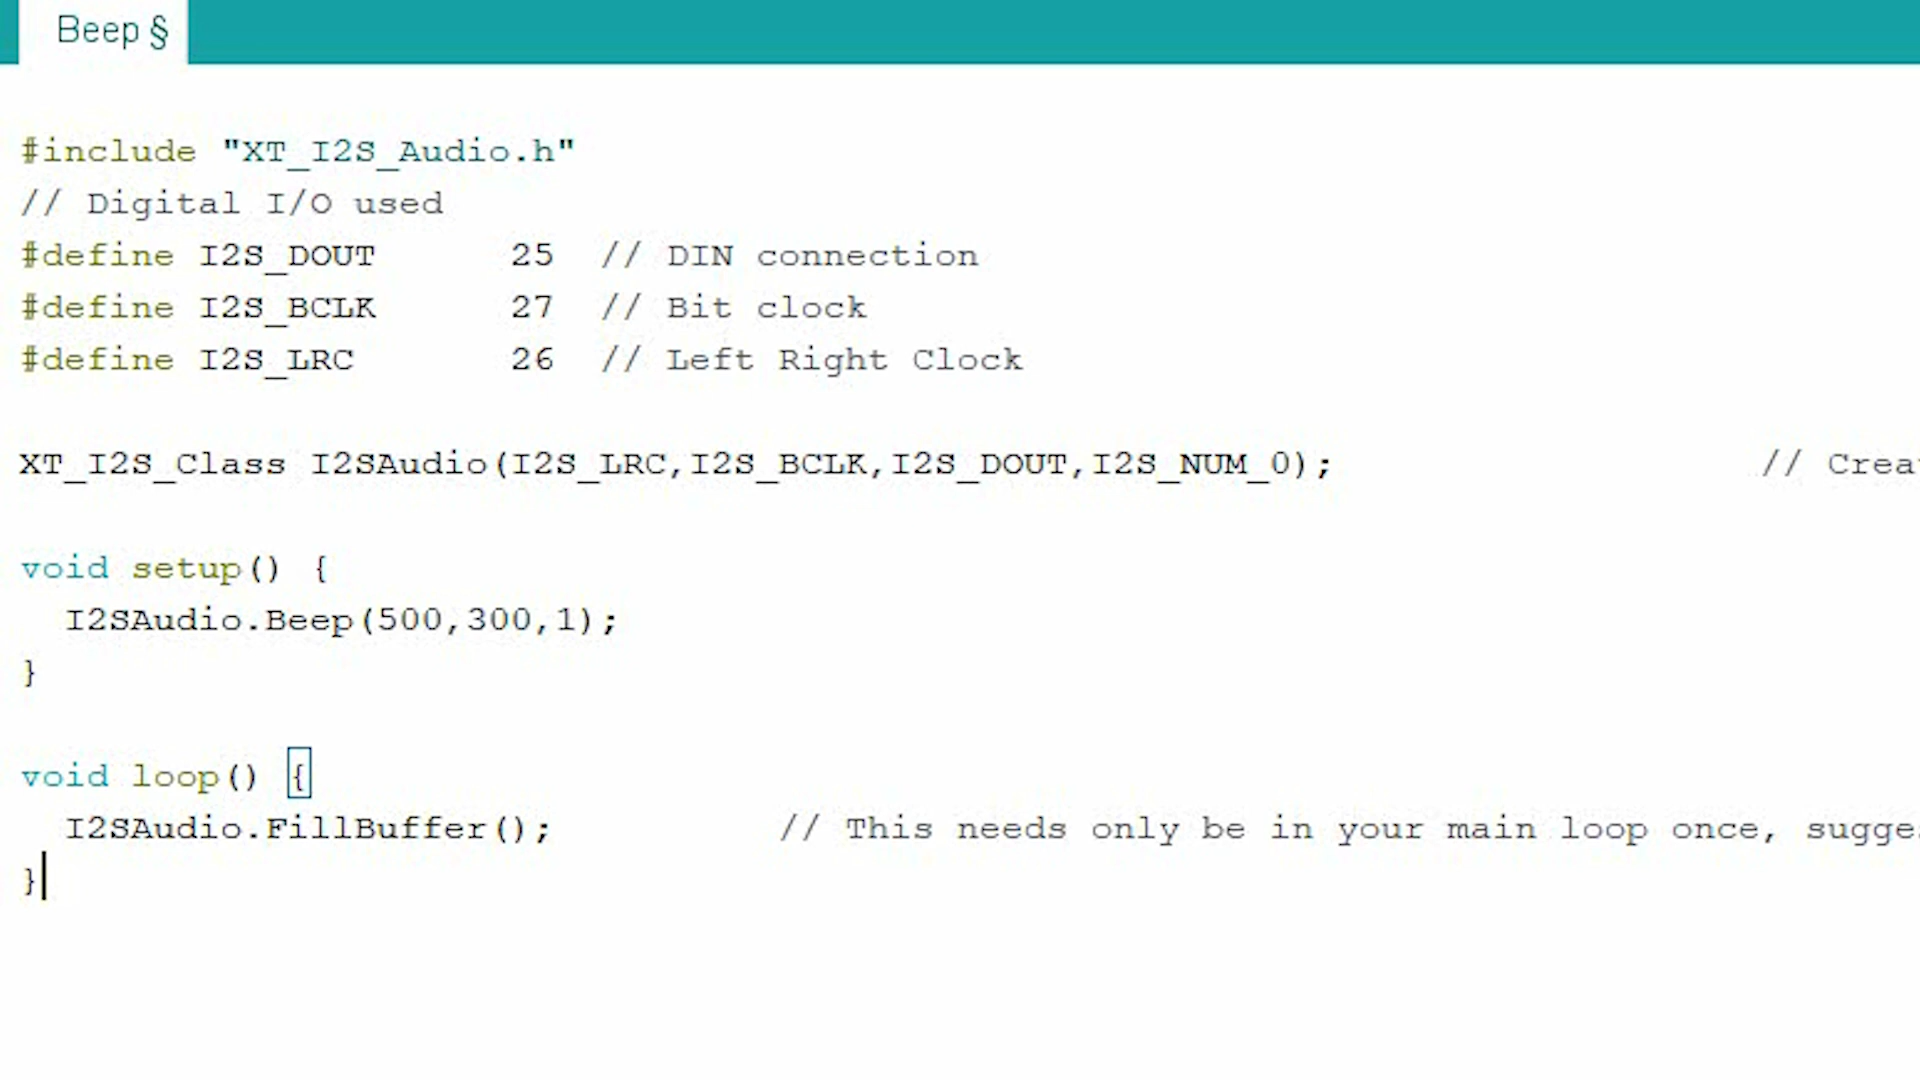 Beep §
#include "XT_I2S_Audio.h"
// Digital I/O used
#define I2S_DOUT      25  // DIN connection
#define I2S_BCLK      27  // Bit clock
#define I2S_LRC       26  // Left Right Clock
XT_I2S_Class I2SAudio(I2S_LRC,I2S_BCLK,I2S_DOUT,I2S_NUM_0);                   //
void setup() {
  I2SAudio.Beep(500,300,1);
}
void loop() {
  I2SAudio.FillBuffer();          // This needs only be in your main loop once,
}